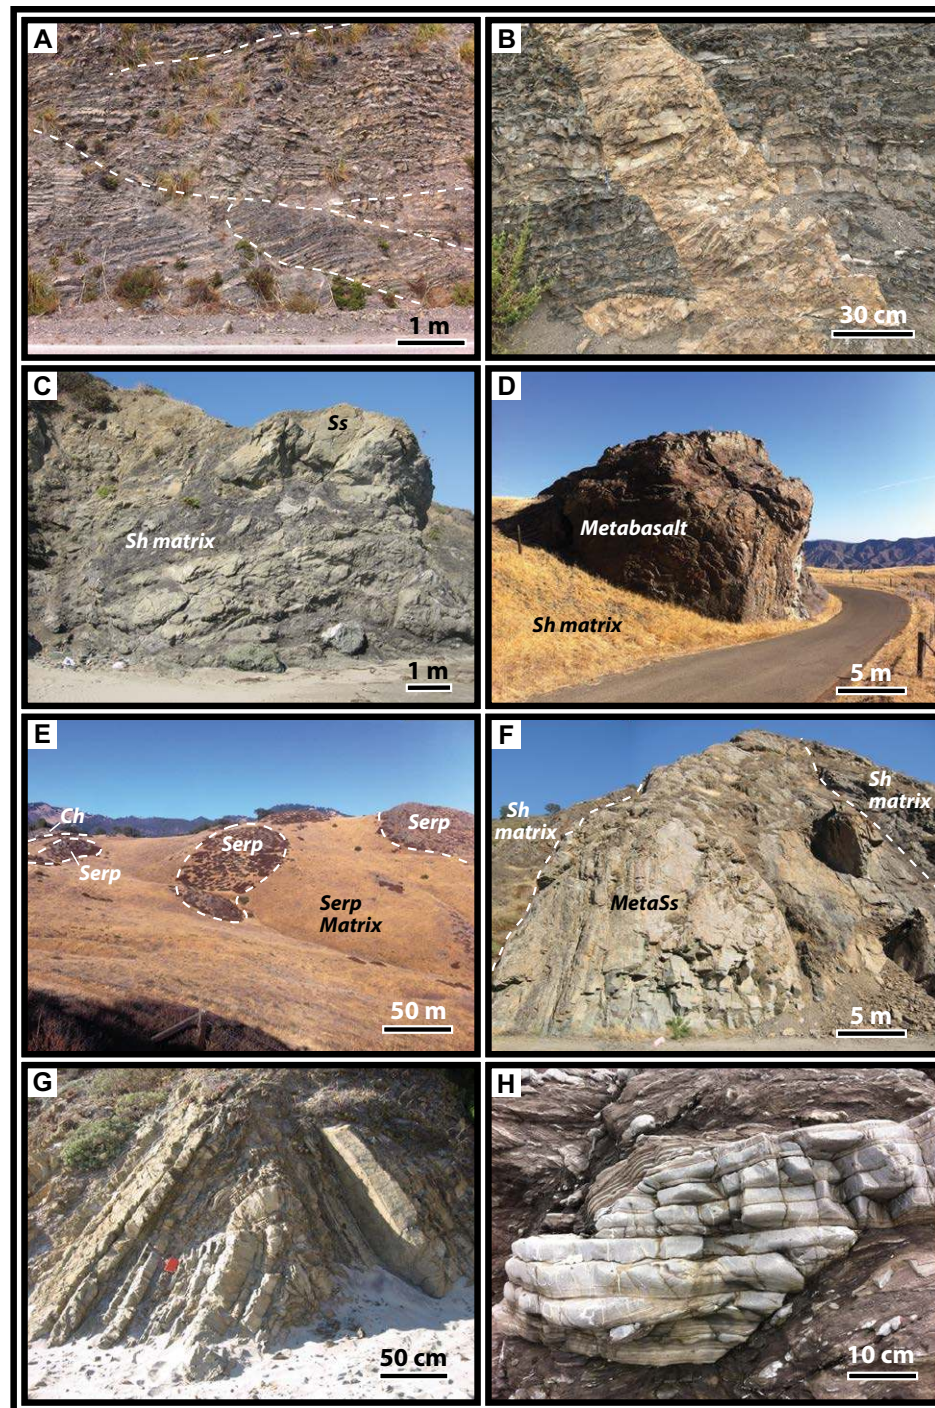 A
1 m
B
30 cm
C
Ss
Sh matrix
1 m
D
Metabasalt
Sh matrix
5 m
E
Ch
Serp
Serp
Serp
Serp
Matrix
50 m
F
Sh
matrix
Sh
matrix
MetaSs
5 m
G
50 cm
H
10 cm